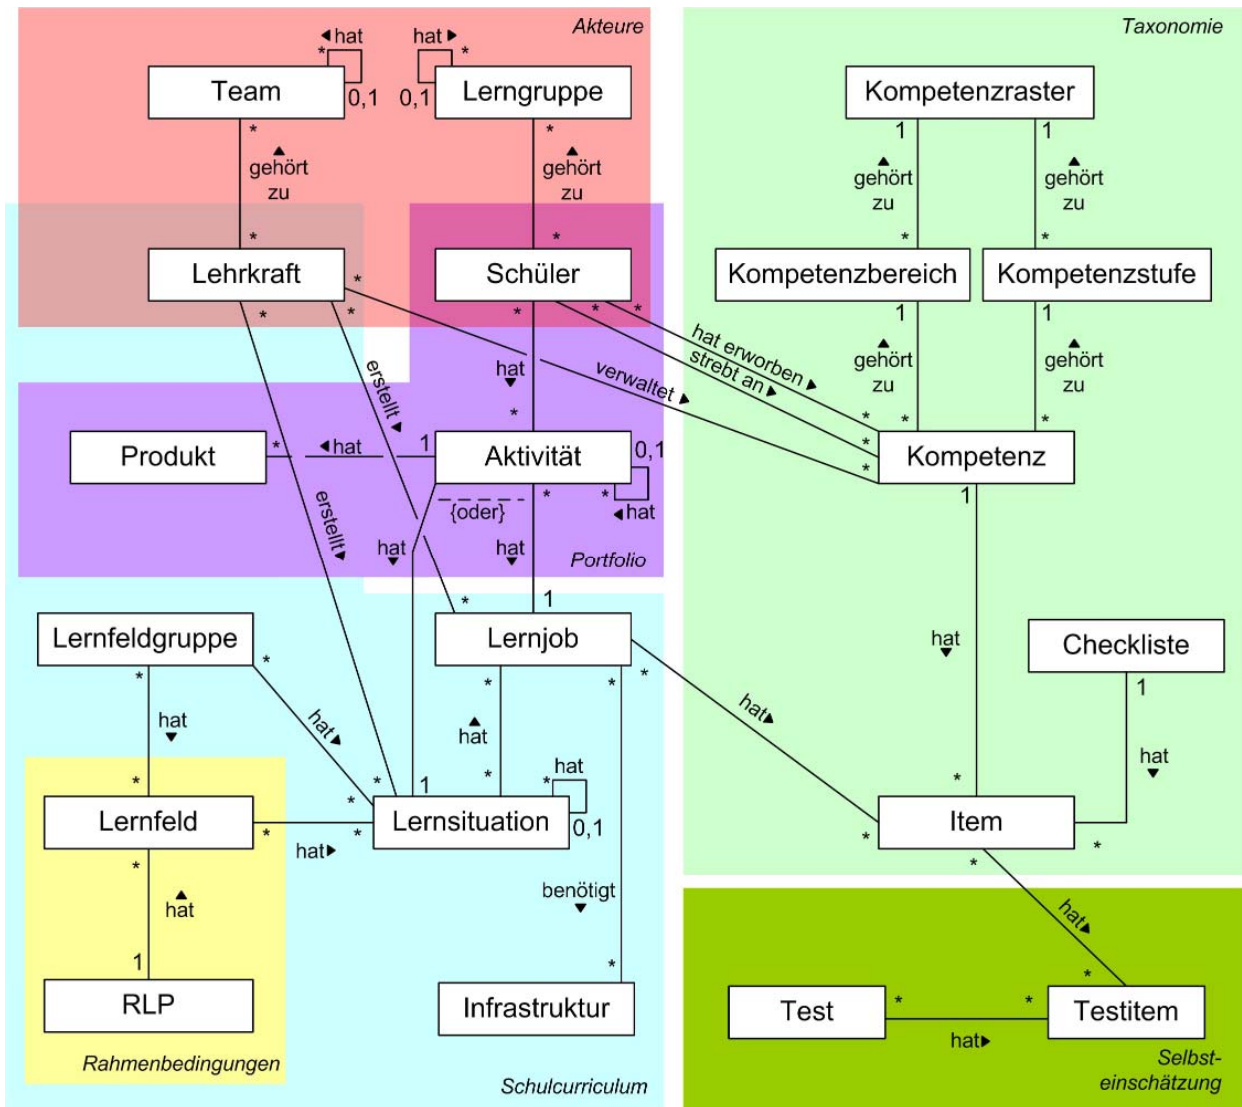 Akteure
Taxonomie
hat
hat
* *
Team
Lerngruppe
Kompetenzraster
0,1
0,1
* * 1 1
gehört
zu
gehört
zu
gehört
zu
gehört
zu
* * * *
Lehrkraft
Schüler
Kompetenzbereich
Kompetenzstufe
* * * * * * 1 1
erstellt
hat
verwaltet
strebt an
hat erworben
gehört
zu
gehört
zu
* * * * * *
Produkt
* hat 1
Aktivität
0,1
Kompetenz
* * hat
{oder}
1
erstellt
hat
hat
Portfolio
* 1
Lernfeldgruppe
Lernjob
hat
Checkliste
* * * * * 1
hat
hat
hat
hat
hat
* * * * 1 * * hat *
Lernfeld
Lernsituation
0,1
Item
* * hat * * * *
*
hat
benötigt
hat
1 * *
RLP
Infrastruktur
Test
* *
Testitem
hat
Rahmenbedingungen
Schulcurriculum
Selbst-
einschätzung